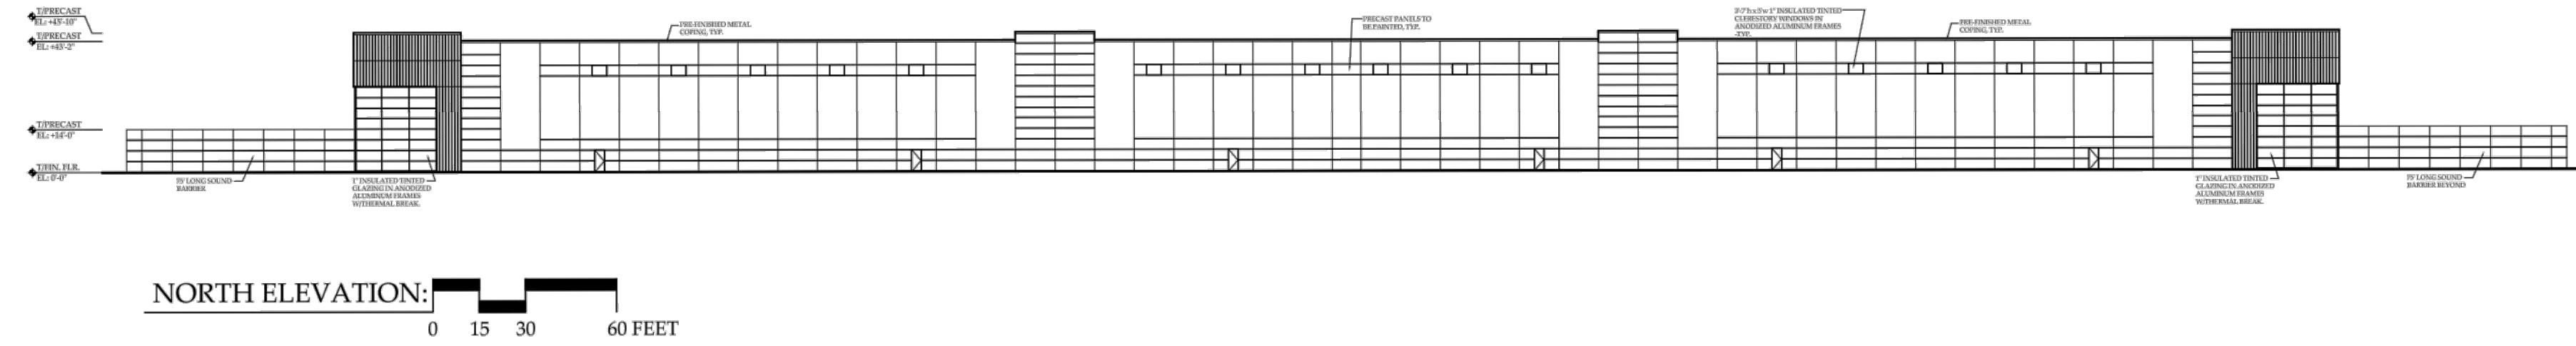 T/PRECAST
EL: +45'-10"
T/PRECAST
EL: +43'-2"
T/PRECAST
EL: +14'-0"
T/FIN. FLR.
EL: 0'-0"
PRE-FINISHED METAL
COPING, TYP.
PRECAST PANELS TO
BE PAINTED, TYP.
3'-7"h x 5'w 1" INSULATED TINTED
CLERESTORY WINDOWS IN
ANODIZED ALUMINUM FRAMES
-TYP.
PRE-FINISHED METAL
COPING, TYP.
LONG SOUND
BARRIER
1" INSULATED TINTED
GLAZING IN ANODIZED
ALUMINUM FRAMES
W/THERMAL BREAK.
1" INSULATED TINTED
GLAZING IN ANODIZED
ALUMINUM FRAMES
W/THERMAL BREAK.
LONG SOUND
BARRIER BEYOND
NORTH ELEVATION:
0 15 30 60 FEET